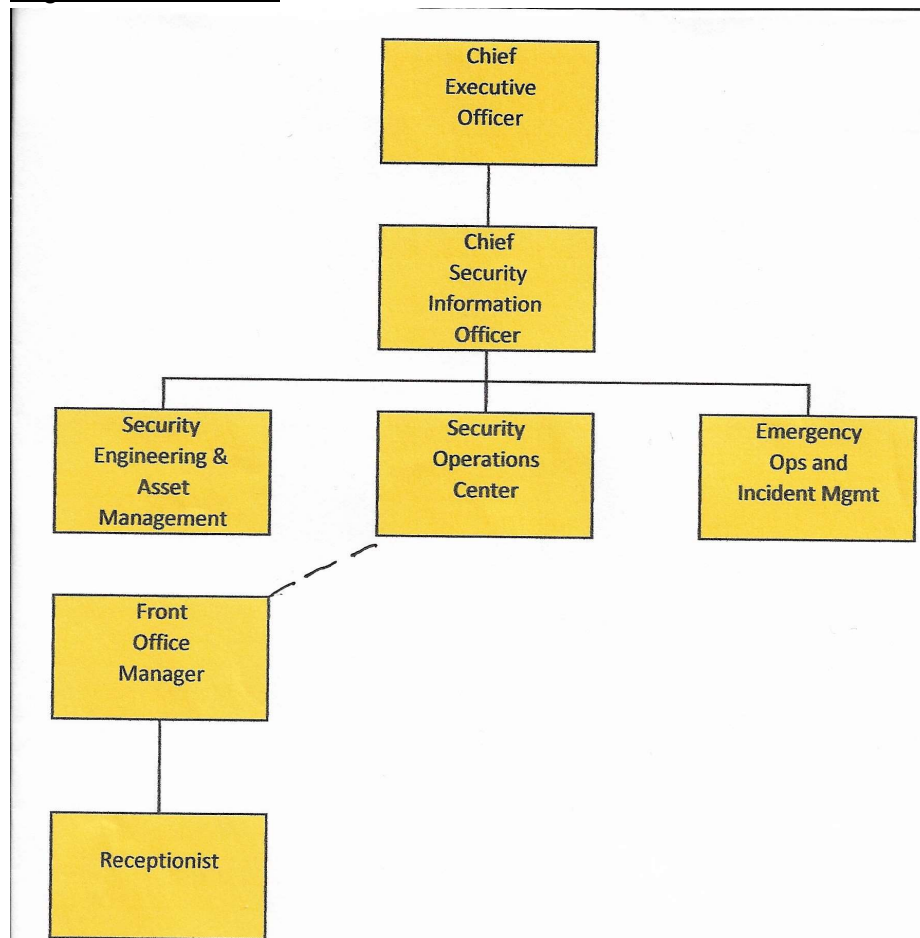 Chief
Executive
Officer
Chief
Security
Information
Officer
Security
Engineering &
Asset
Management
Security
Operations
Center
Emergency
Ops and
Incident Mgmt
Front
Office
Manager
Receptionist